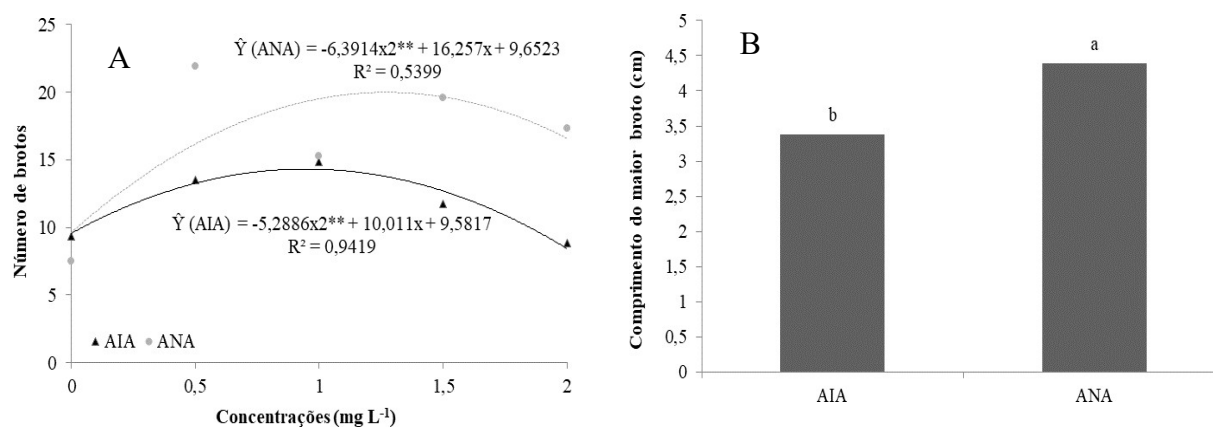 A
Ŷ (ANA) = -6,3914x2** + 16,257x + 9,6523
R² = 0,5399
Ŷ (AIA) = -5,2886x2** + 10,011x + 9,5817
R² = 0,9419
Número de brotos
25
20
15
10
5
0
AIA ANA
0 0,5 1 1,5 2
Concentrações (mg L-1)
B
Comprimento do maior broto (cm)
5
4,5
4
3,5
3
2,5
2
1,5
1
0,5
0
b
a
AIA ANA